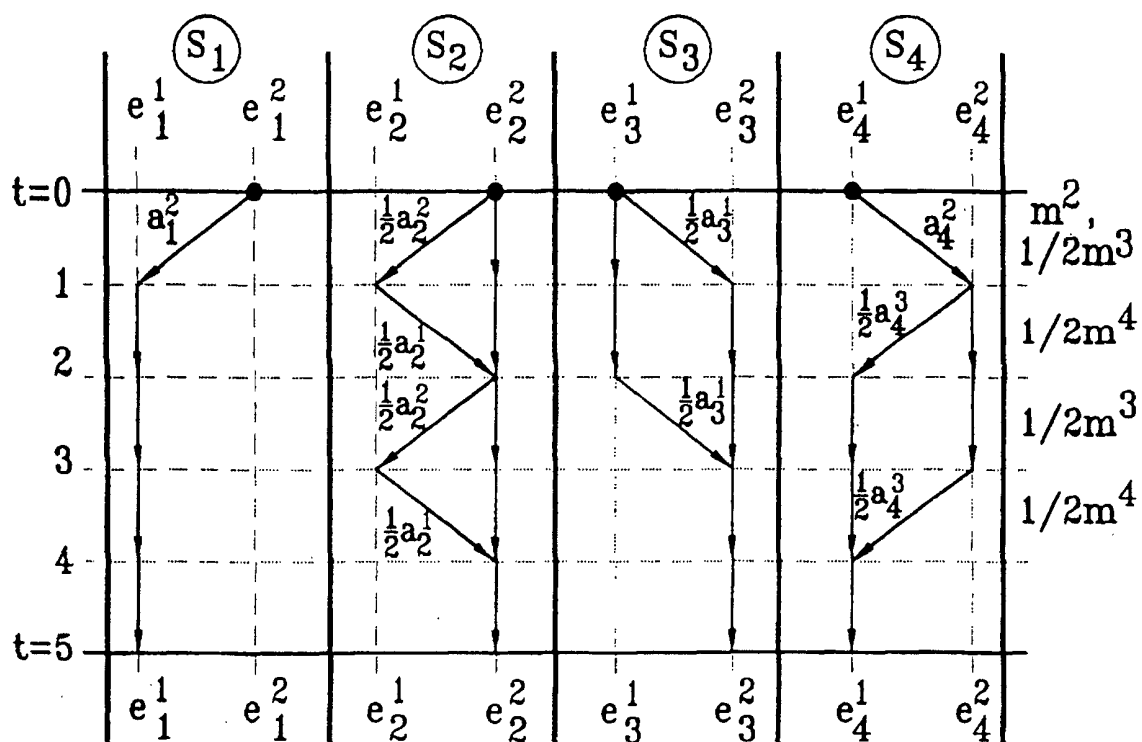 S₁ S₂ S₃ S₄
e₁¹ e₁² e₂¹ e₂² e₃¹ e₃² e₄¹ e₄²
t=0
a₁² ½a₂² ½a₃¹ a₄² m²,
1/2m³
1
½a₂¹ ½a₄³ 1/2m⁴
2
½a₂² ½a₃¹ 1/2m³
3
½a₂¹ ½a₄³ 1/2m⁴
4
t=5
e₁¹ e₁² e₂¹ e₂² e₃¹ e₃² e₄¹ e₄²